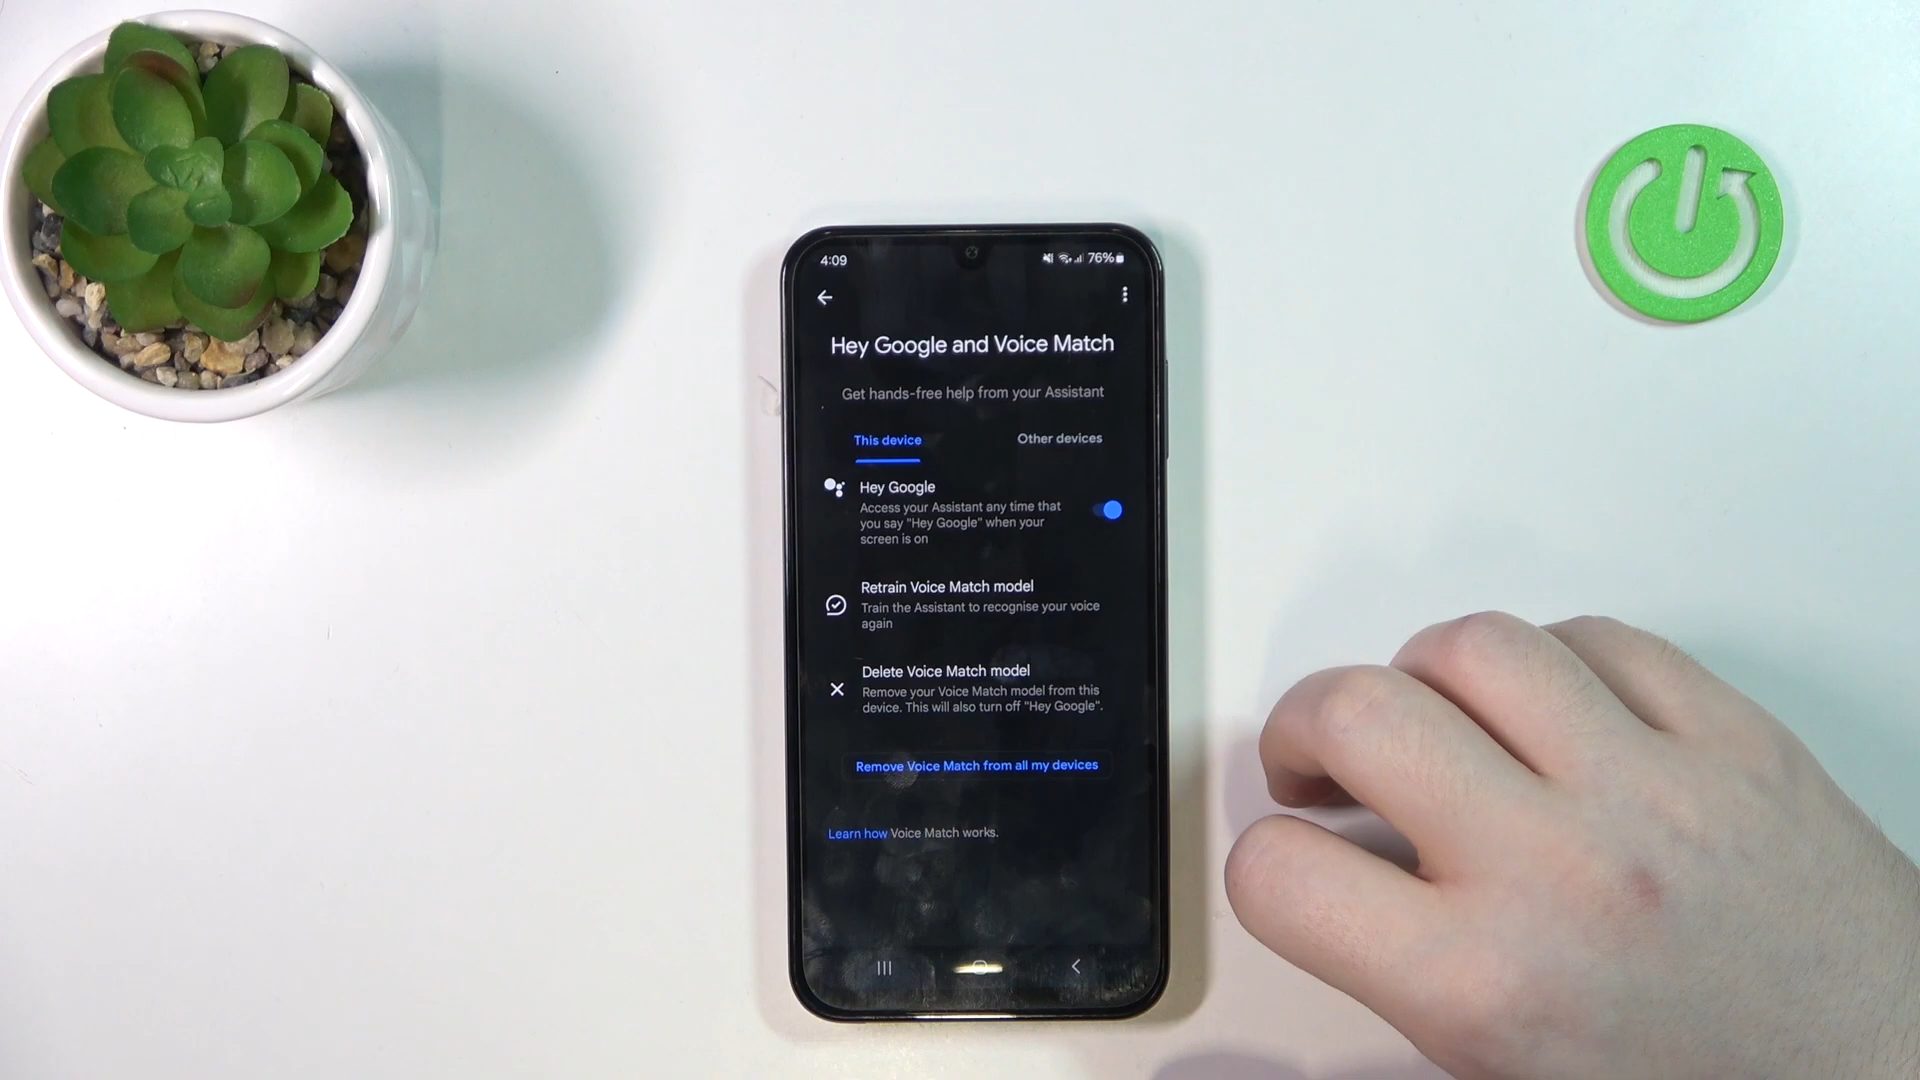 4:09
76%
Hey Google and Voice Match
Get hands-free help from your Assistant
This device
Other devices
Hey Google
Access your Assistant any time that
you say "Hey Google" when your
screen is on
Retrain Voice Match model
Train the Assistant to recognise your voice
again
Delete Voice Match model
Remove your Voice Match model from this
device. This will also turn off "Hey Google".
Remove Voice Match from all my devices
Learn how Voice Match works.